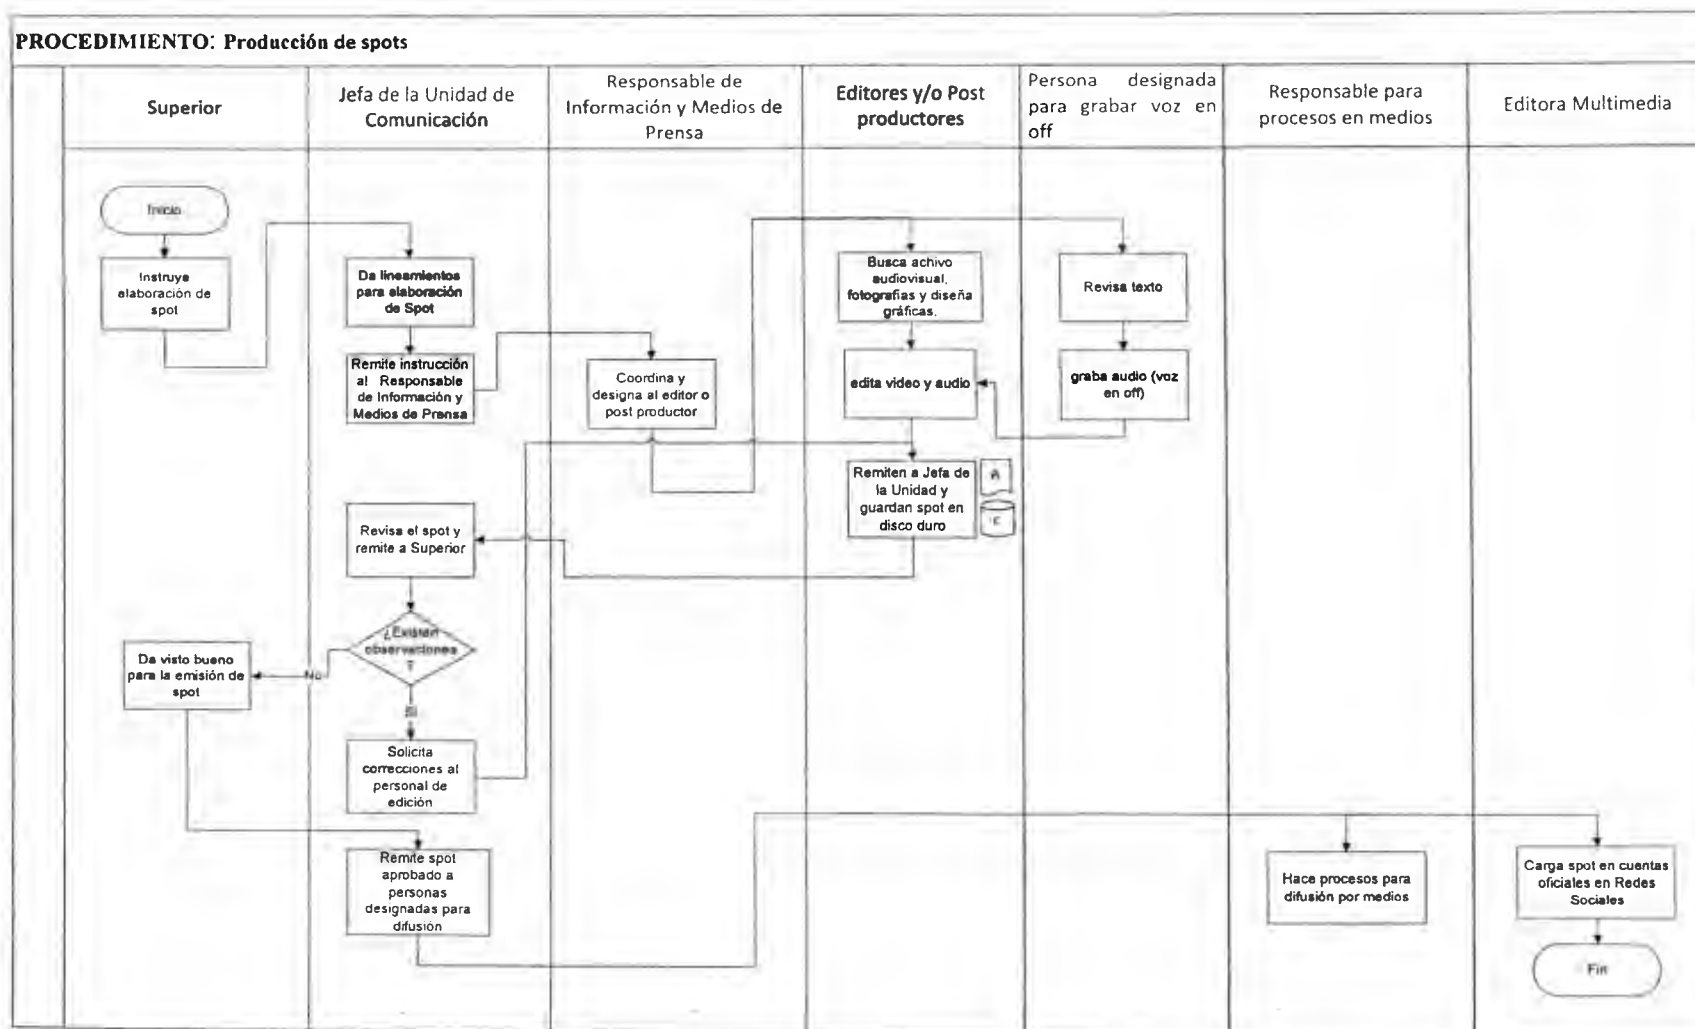 PROCEDIMIENTO: Producción de spots
Superior
Jefa de la Unidad de
Comunicación
Responsable de
Información y Medios de
Prensa
Editores y/o Post
productores
Persona designada
para grabar voz en
off
Responsable para
procesos en medios
Editora Multimedia
Inicio
Instruye
elaboración de
spot
Da lineamientos
para elaboración
de Spot
Remite instrucción
al Responsable
de Información y
Medios de Prensa
Coordina y
designa al editor o
post productor
Busca achivo
audiovisual,
fotografias y diseña
gráficas.
Revisa texto
edita video y audio
graba audio (voz
en off)
Remiten a Jefa de
la Unidad y
guardan spot en
disco duro
A
Revisa el spot y
remite a Superior
¿Existen
observaciones
?
No
Si
Da visto bueno
para la emisión de
spot
Solicita
correcciones al
personal de
edición
Remite spot
aprobado a
personas
designadas para
difusión
Hace procesos para
difusión por medios
Carga spot en cuentas
oficiales en Redes
Sociales
Fin